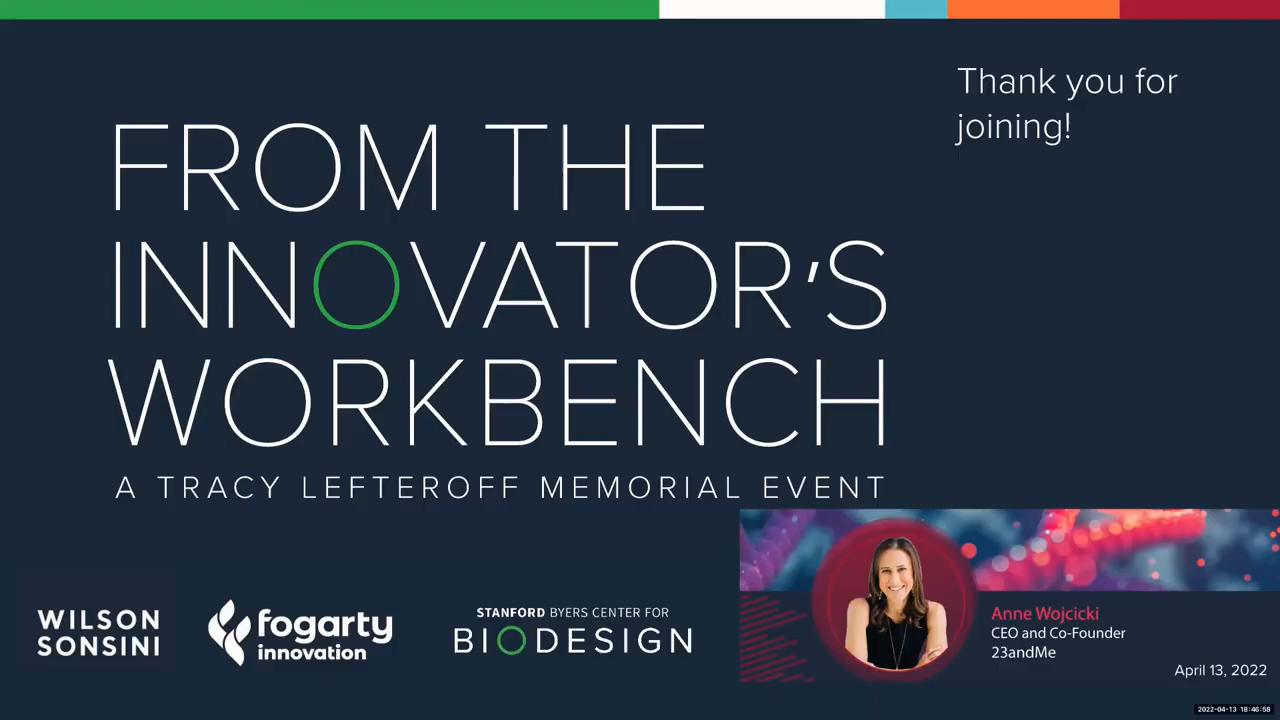 Thank you for
joining!
FROM THE
INNOVATOR'S
WORKBENCH
A TRACY LEFTEROFF MEMORIAL EVENT
WILSON
SONSINI
fogarty
innovation
STANFORD BYERS CENTER FOR
BIODESIGN
Anne Wojcicki
CEO and Co-Founder
23andMe
April 13, 2022
2022-04-13 18:46:58